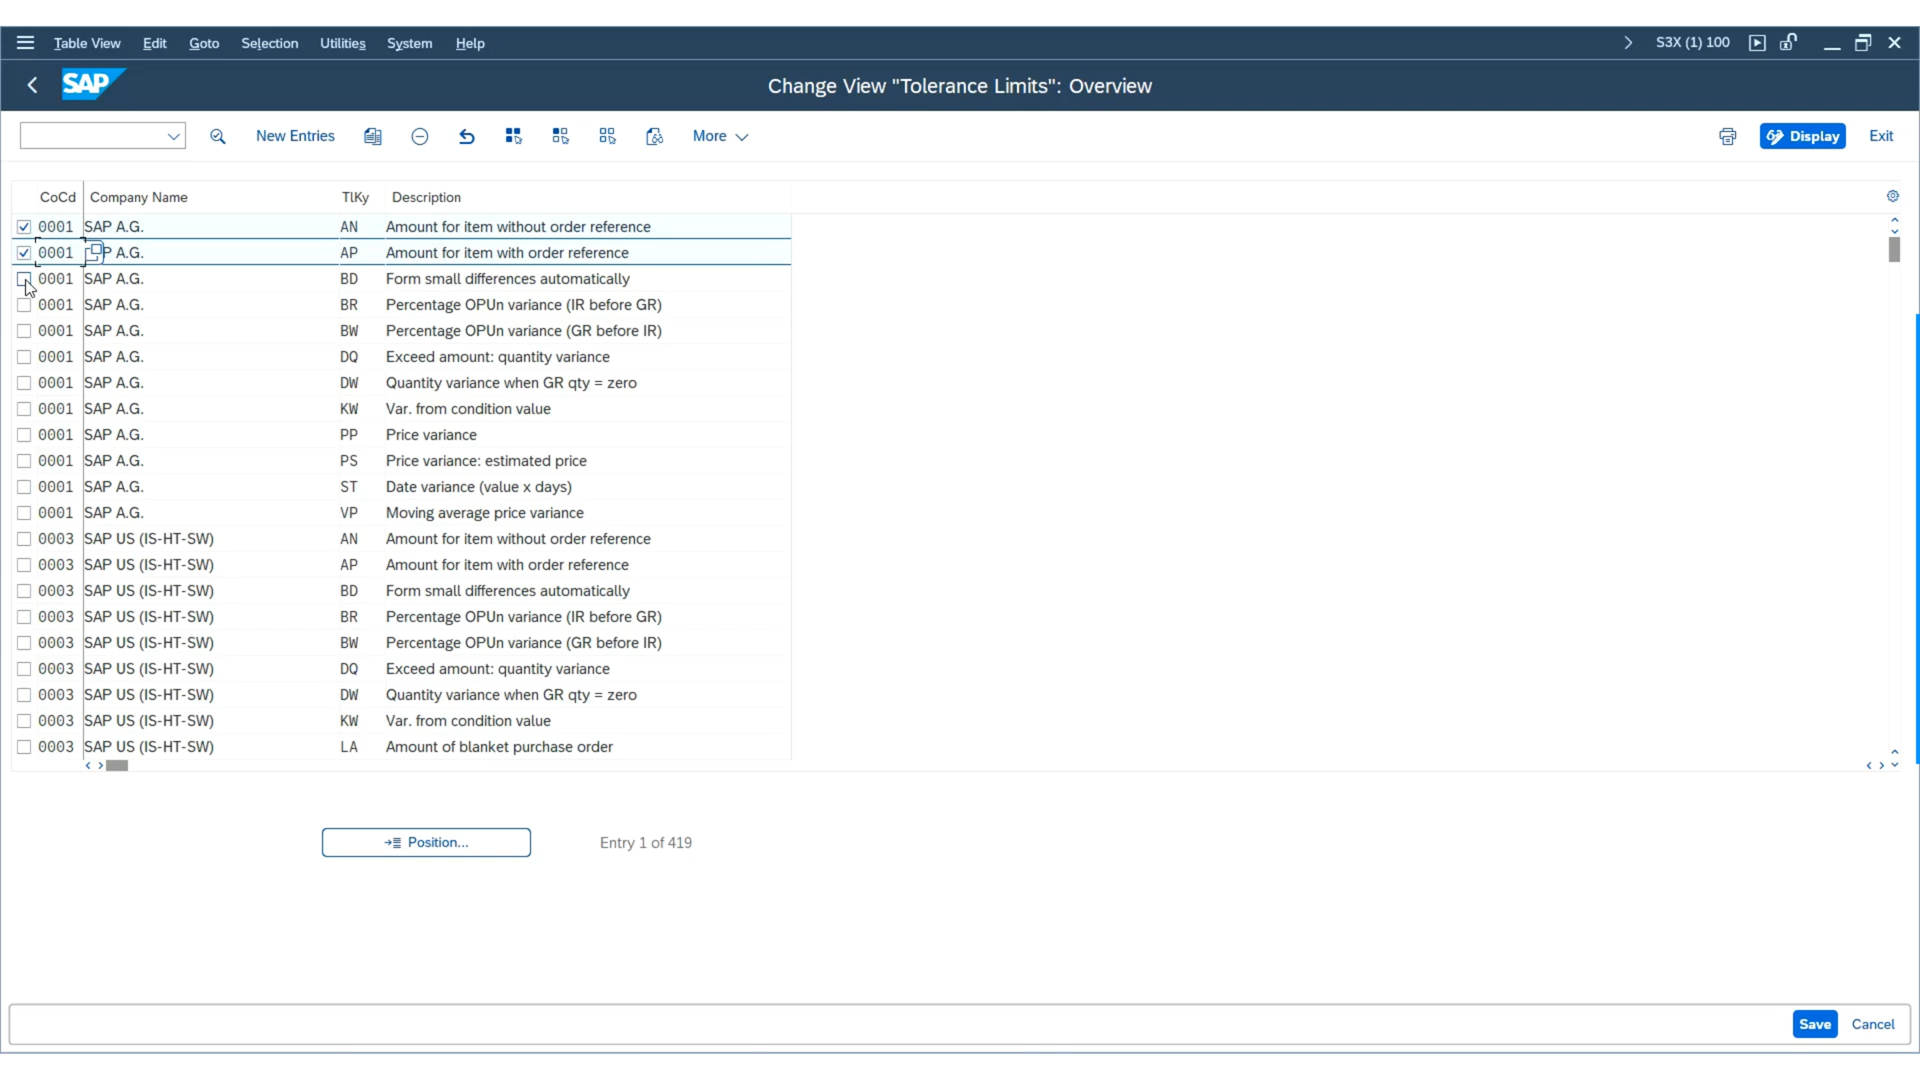 Table View Edit Goto Selection Utilities System Help S3X (1) 100
SAP Change View "Tolerance Limits": Overview
New Entries More Display Exit
CoCd Company Name TlKy Description
0001 SAP A.G. AN Amount for item without order reference
0001 P A.G. AP Amount for item with order reference
0001 SAP A.G. BD Form small differences automatically
0001 SAP A.G. BR Percentage OPUn variance (IR before GR)
0001 SAP A.G. BW Percentage OPUn variance (GR before IR)
0001 SAP A.G. DQ Exceed amount: quantity variance
0001 SAP A.G. DW Quantity variance when GR qty = zero
0001 SAP A.G. KW Var. from condition value
0001 SAP A.G. PP Price variance
0001 SAP A.G. PS Price variance: estimated price
0001 SAP A.G. ST Date variance (value x days)
0001 SAP A.G. VP Moving average price variance
0003 SAP US (IS-HT-SW) AN Amount for item without order reference
0003 SAP US (IS-HT-SW) AP Amount for item with order reference
0003 SAP US (IS-HT-SW) BD Form small differences automatically
0003 SAP US (IS-HT-SW) BR Percentage OPUn variance (IR before GR)
0003 SAP US (IS-HT-SW) BW Percentage OPUn variance (GR before IR)
0003 SAP US (IS-HT-SW) DQ Exceed amount: quantity variance
0003 SAP US (IS-HT-SW) DW Quantity variance when GR qty = zero
0003 SAP US (IS-HT-SW) KW Var. from condition value
0003 SAP US (IS-HT-SW) LA Amount of blanket purchase order
Position... Entry 1 of 419
Save Cancel